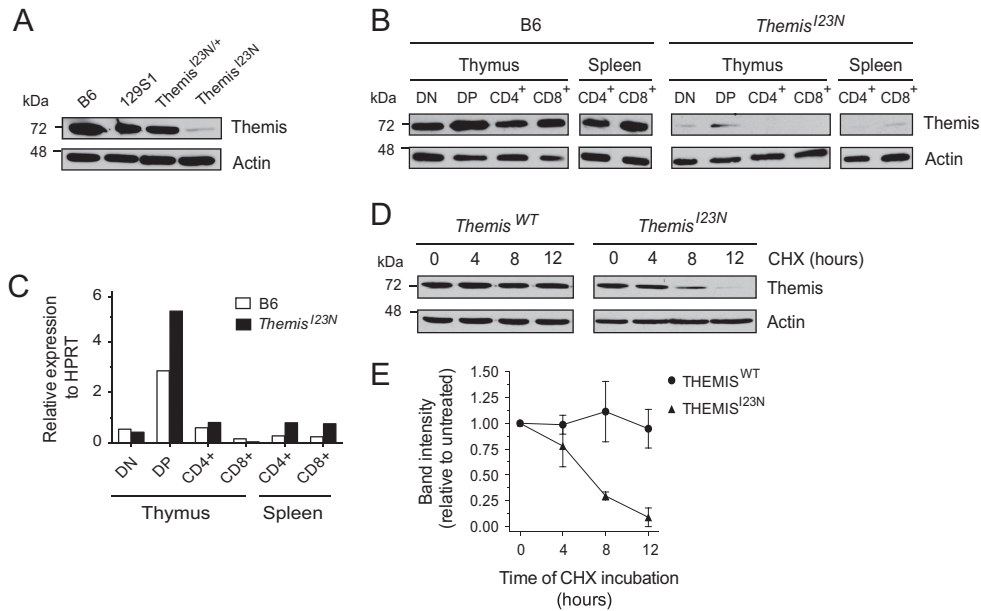 A
B6 129S1 Themis I23N/+ Themis I23N
kDa
72 Themis
48
Actin
B
B6 Themis I23N
Thymus Spleen Thymus Spleen
kDa DN DP CD4+ CD8+ CD4+ CD8+ DN DP CD4+ CD8+ CD4+ CD8+
72 Themis
48
Actin
C
6
4
2
0
Relative expression
to HPRT
B6
Themis I23N
DN DP CD4+ CD8+ CD4+ CD8+
Thymus Spleen
D
Themis WT Themis I23N
kDa 0 4 8 12 0 4 8 12 CHX (hours)
72 Themis
48
Actin
E
1.50
1.25
1.00
0.75
0.50
0.25
0.00
Band intensity
(relative to untreated)
THEMIS WT
THEMIS I23N
0 4 8 12
Time of CHX incubation
(hours)